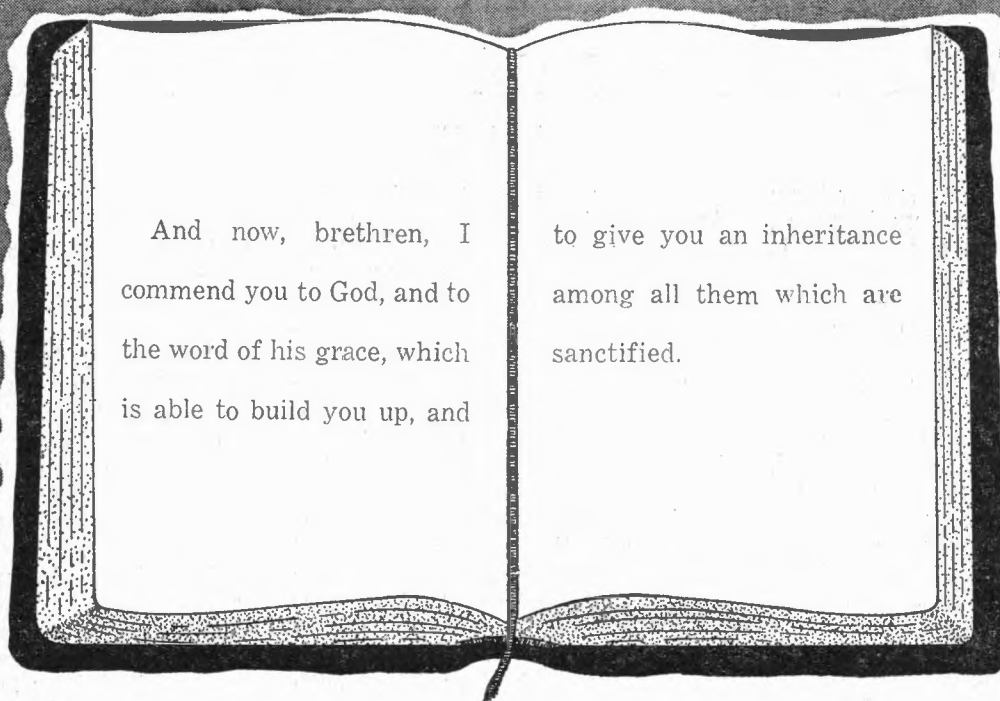 And now, brethren, I
commend you to God, and to
the word of his grace, which
is able to build you up, and
to give you an inheritance
among all them which are
sanctified.